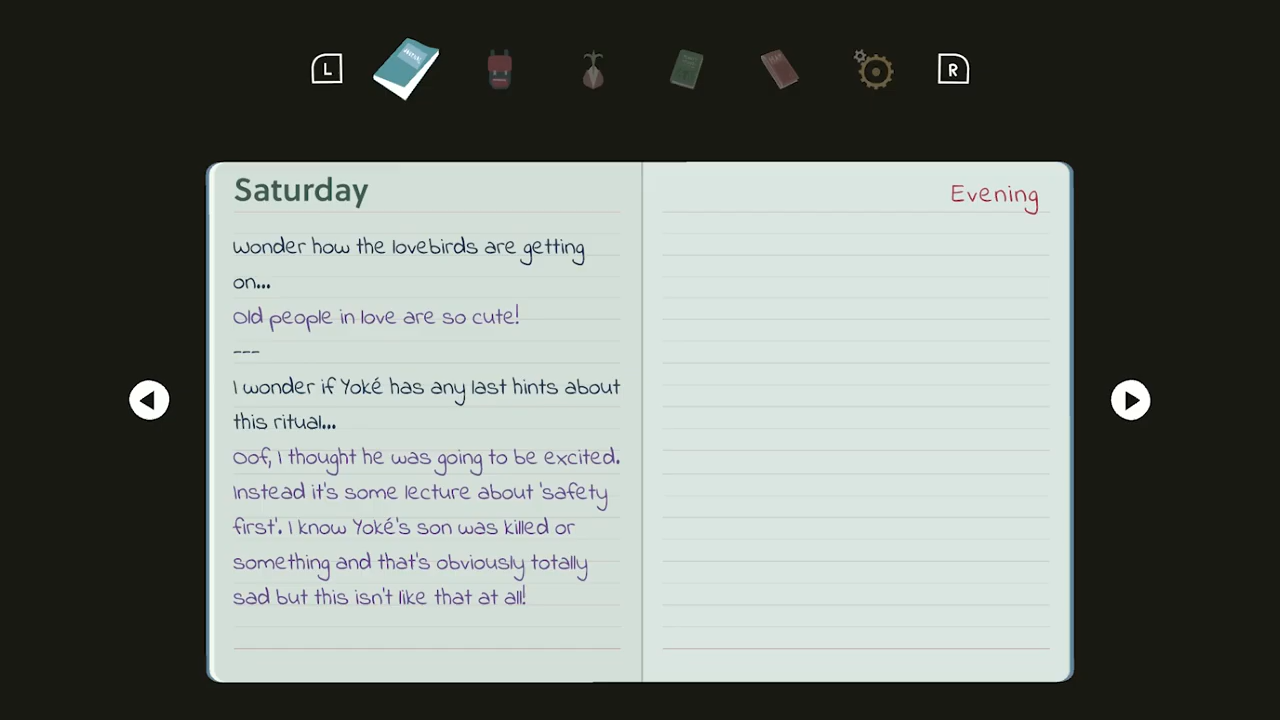 L
R
Saturday
Evening
Wonder how the lovebirds are getting
on...
Old people in love are so cute!
---
I wonder if Yoké has any last hints about
this ritual...
Oof, I thought he was going to be excited.
Instead it's some lecture about 'safety
first'. I know Yoké's son was killed or
something and that's obviously totally
sad but this isn't like that at all!